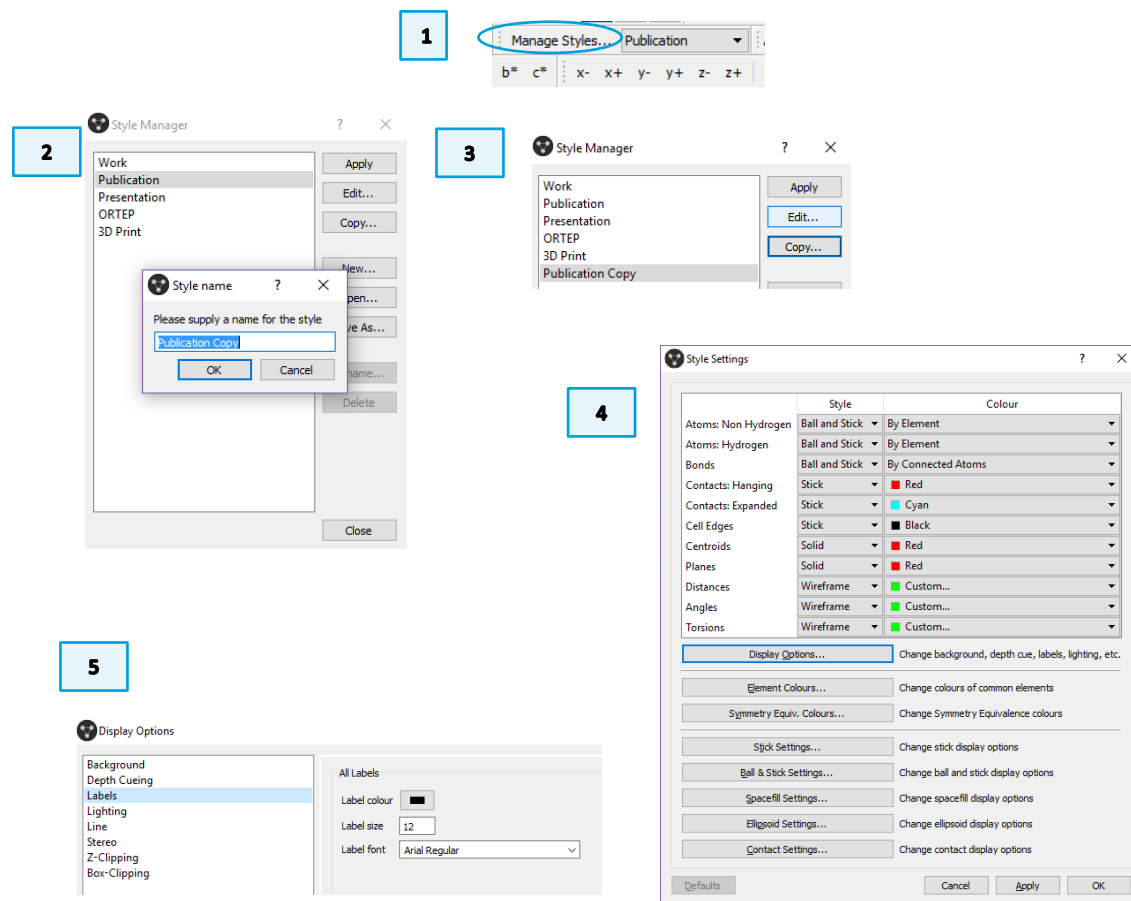 1
Manage Styles... Publication
b* c* x- x+ y- y+ z- z+
2
Style Manager ? ×
Work
Publication
Presentation
ORTEP
3D Print
Apply
Edit...
Copy...
New...
pen...
ve As...
name...
Delete
Close
Style name ? ×
Please supply a name for the style
Publication Copy
OK Cancel
3
Style Manager ? ×
Work
Publication
Presentation
ORTEP
3D Print
Publication Copy
Apply
Edit...
Copy...
4
Style Settings ? ×
Style Colour
Atoms: Non Hydrogen Ball and Stick By Element
Atoms: Hydrogen Ball and Stick By Element
Bonds Ball and Stick By Connected Atoms
Contacts: Hanging Stick Red
Contacts: Expanded Stick Cyan
Cell Edges Stick Black
Centroids Solid Red
Planes Solid Red
Distances Wireframe Custom...
Angles Wireframe Custom...
Torsions Wireframe Custom...
Display Options... Change background, depth cue, labels, lighting, etc.
Element Colours... Change colours of common elements
Symmetry Equiv. Colours... Change Symmetry Equivalence colours
Stick Settings... Change stick display options
Ball & Stick Settings... Change ball and stick display options
Spacefill Settings... Change spacefill display options
Ellipsoid Settings... Change ellipsoid display options
Contact Settings... Change contact display options
Defaults Cancel Apply OK
5
Display Options
Background
Depth Cueing
Labels
Lighting
Line
Stereo
Z-Clipping
Box-Clipping
All Labels
Label colour
Label size 12
Label font Arial Regular